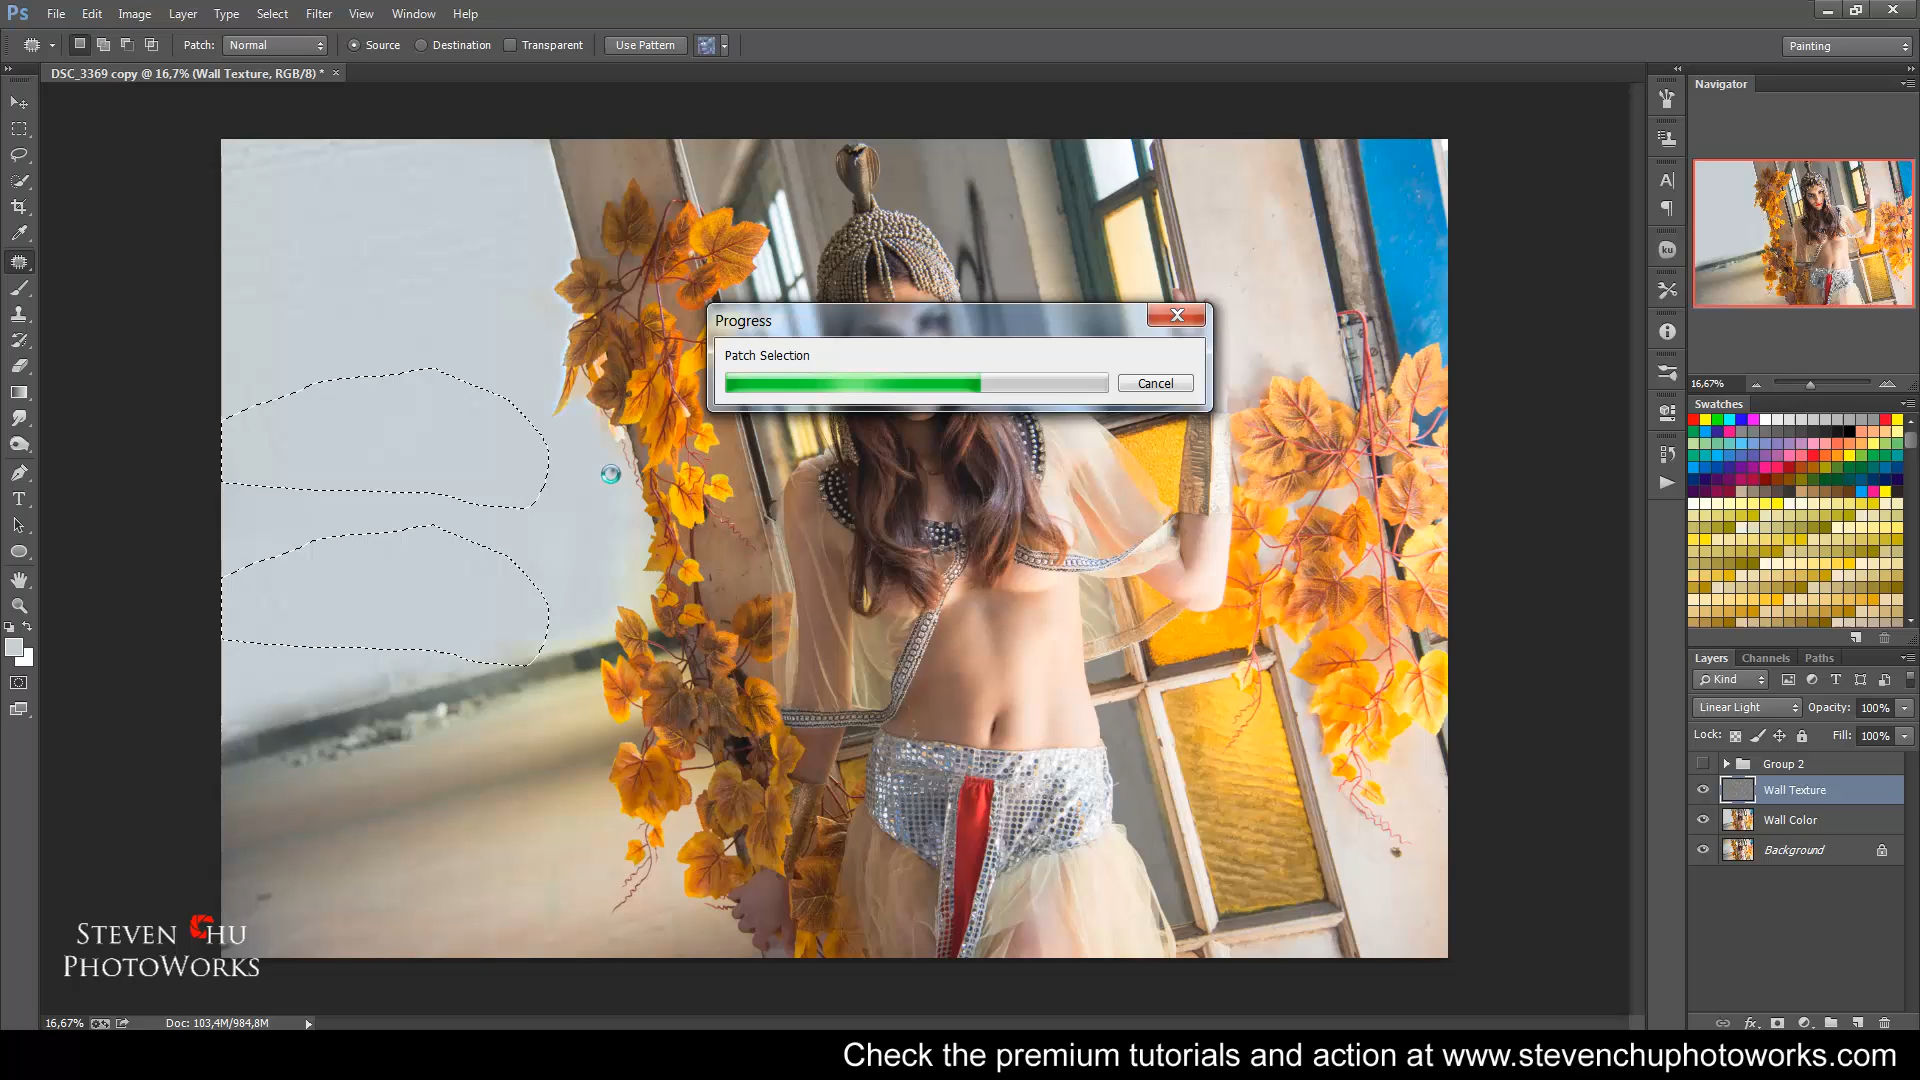 Ps File Edit Image Layer Type Select Filter View Window Help
Patch: Normal Source Destination Transparent Use Pattern Painting
DSC_3369 copy @ 16,7% (Wall Texture, RGB/8) * ×
Navigator
16,67%
Swatches
Progress
Patch Selection
Cancel
Layers Channels Paths
Kind
Linear Light Opacity: 100%
Lock: Fill: 100%
Group 2
Wall Texture
Wall Color
Background
STEVEN CHU
PHOTOWORKS
16,67% Doc: 103,4M/984,8M
Check the premium tutorials and action at www.stevenchuphotoworks.com